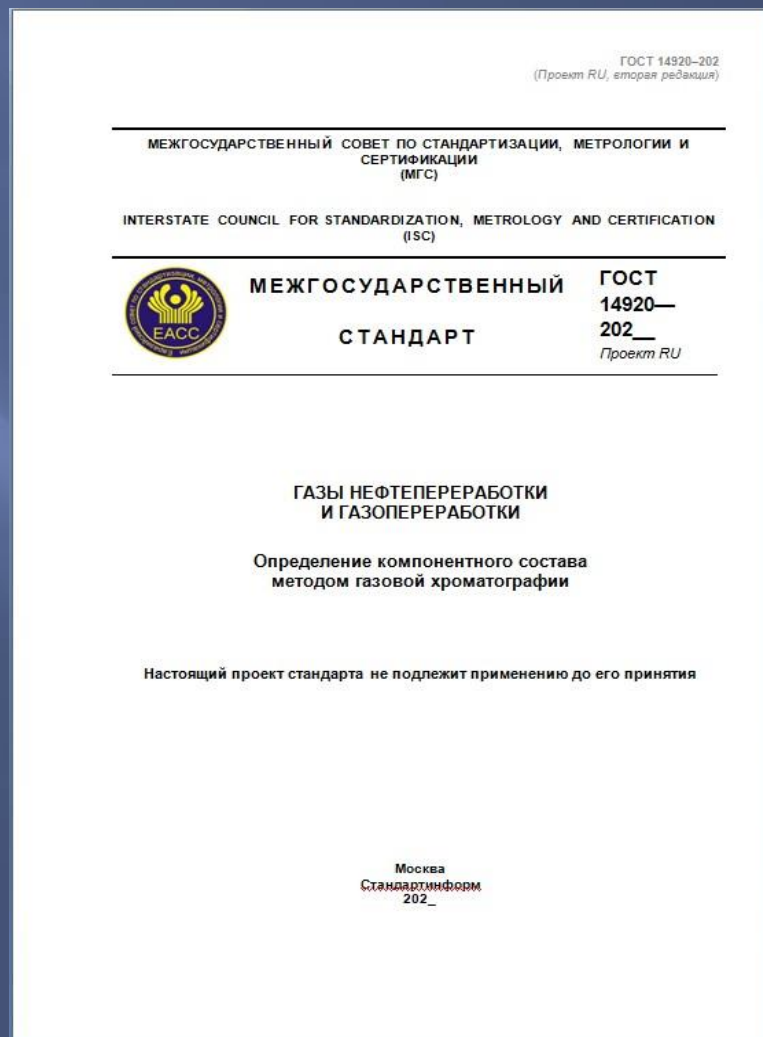 ГОСТ 14920–202
(Проект RU, вторая редакция)
МЕЖГОСУДАРСТВЕННЫЙ СОВЕТ ПО СТАНДАРТИЗАЦИИ, МЕТРОЛОГИИ И
СЕРТИФИКАЦИИ
(МГС)
INTERSTATE COUNCIL FOR STANDARDIZATION, METROLOGY AND CERTIFICATION
(ISC)
МЕЖГОСУДАРСТВЕННЫЙ
СТАНДАРТ
ГОСТ
14920—
202__
Проект RU
ЕАСС
ГАЗЫ НЕФТЕПЕРЕРАБОТКИ
И ГАЗОПЕРЕРАБОТКИ
Определение компонентного состава
методом газовой хроматографии
Настоящий проект стандарта не подлежит применению до его принятия
Москва
Стандартинформ
202_